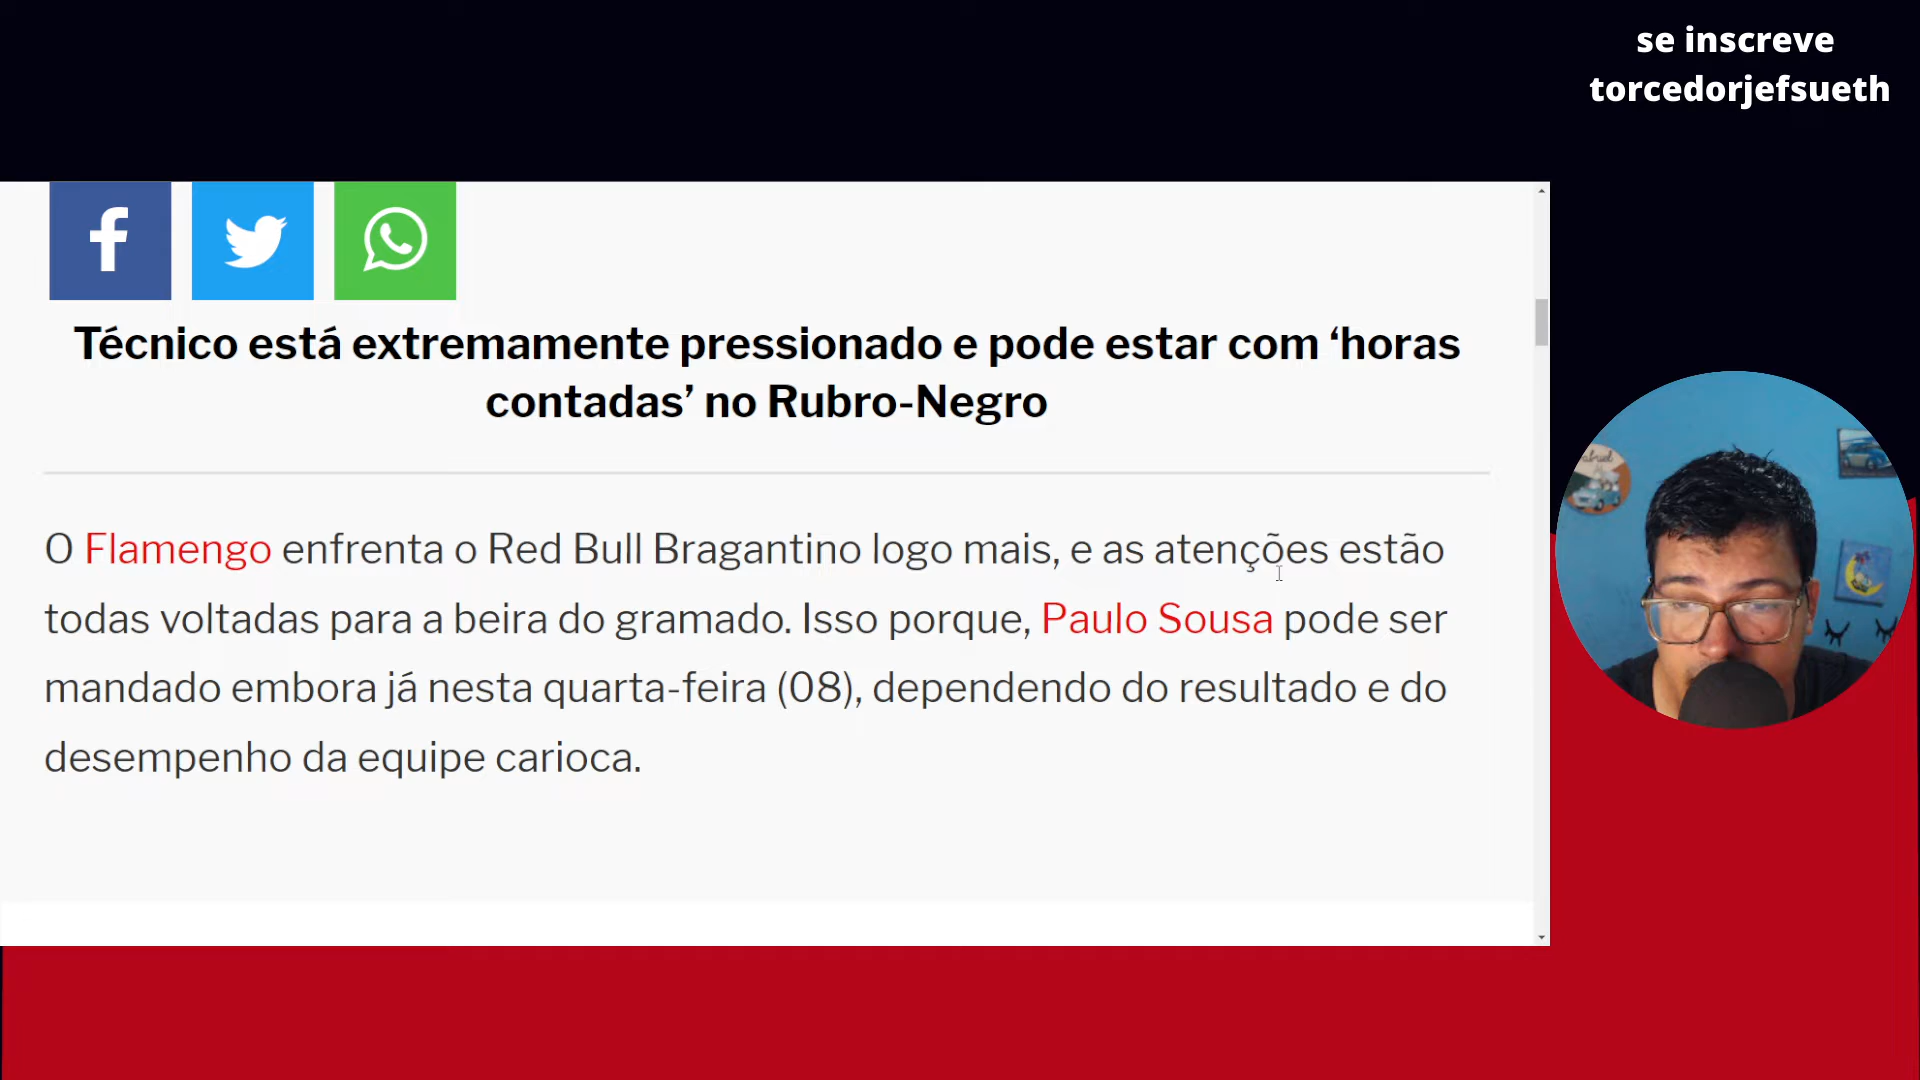 se inscreve
torcedorjefsueth
Técnico está extremamente pressionado e pode estar com ‘horas
contadas’ no Rubro-Negro
O Flamengo enfrenta o Red Bull Bragantino logo mais, e as atenções estão
todas voltadas para a beira do gramado. Isso porque, Paulo Sousa pode ser
mandado embora já nesta quarta-feira (08), dependendo do resultado e do
desempenho da equipe carioca.